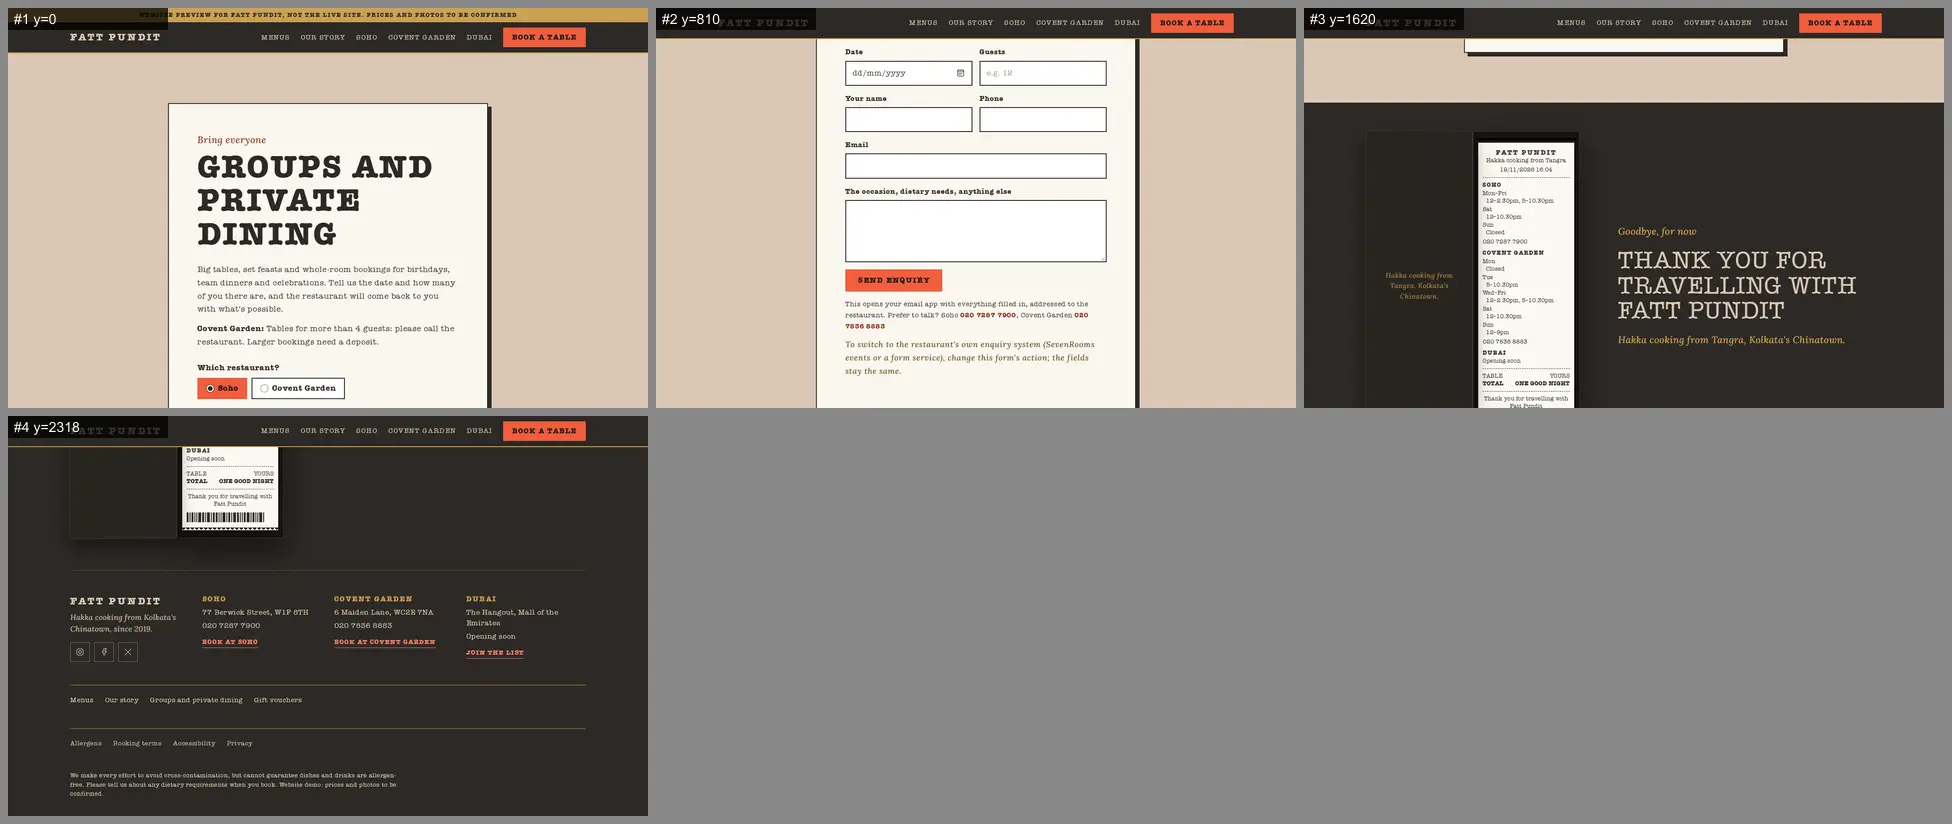 #1 y=0
WEBSITE PREVIEW FOR FATT PUNDIT, NOT THE LIVE SITE. PRICES AND PHOTOS TO BE CONFIRMED
FATT PUNDIT
MENUS OUR STORY SOHO COVENT GARDEN DUBAI BOOK A TABLE
Bring everyone
GROUPS AND
PRIVATE
DINING
Big tables, set feasts and whole-room bookings for birthdays,
team dinners and celebrations. Tell us the date and how many
of you there are, and the restaurant will come back to you
with what's possible.
Covent Garden: Tables for more than 4 guests: please call the
restaurant. Larger bookings need a deposit.
Which restaurant?
Soho Covent Garden
#2 y=810
FATT PUNDIT
MENUS OUR STORY SOHO COVENT GARDEN DUBAI BOOK A TABLE
Date Guests
dd/mm/yyyy e.g. 12
Your name Phone
Email
The occasion, dietary needs, anything else
SEND ENQUIRY
This opens your email app with everything filled in, addressed to the
restaurant. Prefer to talk? Soho 020 7287 7900, Covent Garden 020
7836 8883
To switch to the restaurant's own enquiry system (SevenRooms
events or a form service), change this form's action; the fields
stay the same.
#3 y=1620
FATT PUNDIT
MENUS OUR STORY SOHO COVENT GARDEN DUBAI BOOK A TABLE
Hakka cooking from
Tangra, Kolkata's
Chinatown.
FATT PUNDIT
Hakka cooking from Tangra
19/11/2026 16:04
SOHO
Mon-Fri
12-2.30pm, 5-10.30pm
Sat
12-10.30pm
Sun
Closed
020 7287 7900
COVENT GARDEN
Mon
Closed
Tue
5-10.30pm
Wed-Fri
12-2.30pm, 5-10.30pm
Sat
12-10.30pm
Sun
12-9pm
020 7836 8883
DUBAI
Opening soon
TABLE YOURS
TOTAL ONE GOOD NIGHT
Thank you for travelling with
Fatt Pundit
Goodbye, for now
THANK YOU FOR
TRAVELLING WITH
FATT PUNDIT
Hakka cooking from Tangra, Kolkata's Chinatown.
#4 y=2318
FATT PUNDIT
MENUS OUR STORY SOHO COVENT GARDEN DUBAI BOOK A TABLE
DUBAI
Opening soon
TABLE YOURS
TOTAL ONE GOOD NIGHT
Thank you for travelling with
Fatt Pundit
FATT PUNDIT
Hakka cooking from Kolkata's
Chinatown, since 2019.
SOHO
77 Berwick Street, W1F 8TH
020 7287 7900
BOOK AT SOHO
COVENT GARDEN
6 Maiden Lane, WC2E 7NA
020 7836 8883
BOOK AT COVENT GARDEN
DUBAI
The Hangout, Mall of the
Emirates
Opening soon
JOIN THE LIST
Menus Our story Groups and private dining Gift vouchers
Allergens Booking terms Accessibility Privacy
We make every effort to avoid cross-contamination, but cannot guarantee dishes and drinks are allergen-
free. Please tell us about any dietary requirements when you book. Website demo: prices and photos to be
confirmed.